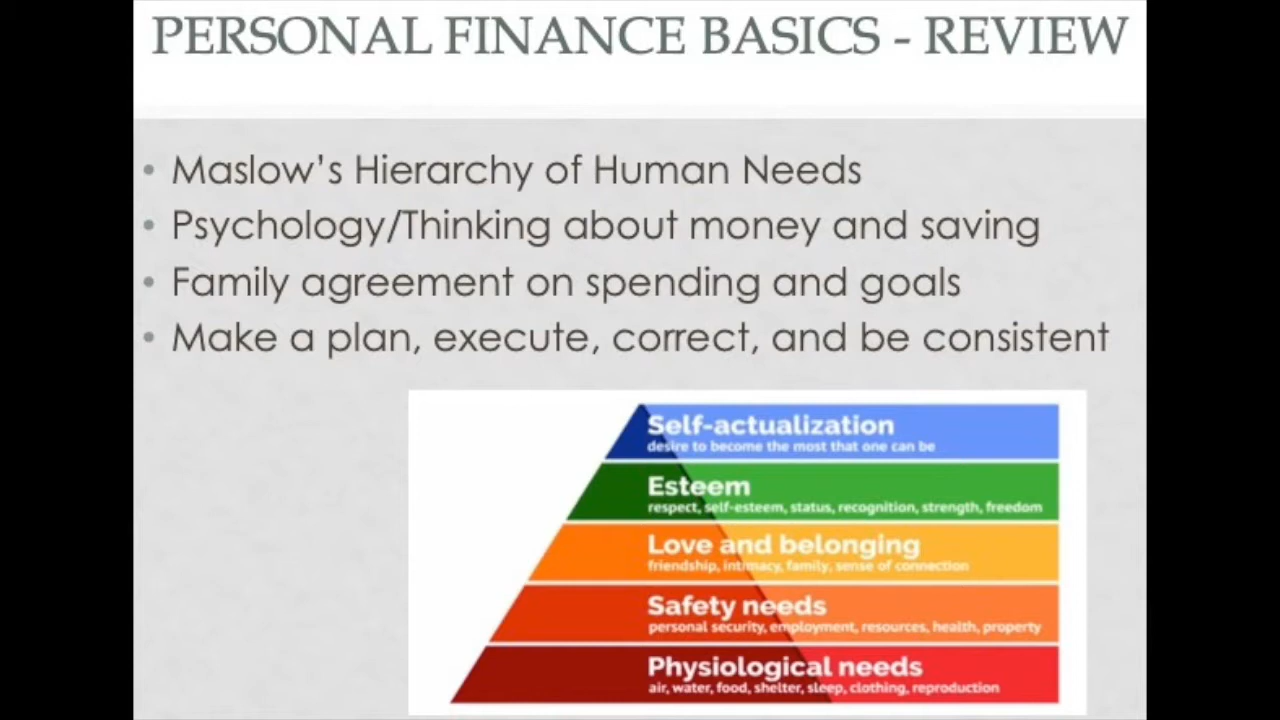 PERSONAL FINANCE BASICS - REVIEW
• Maslow's Hierarchy of Human Needs
• Psychology/Thinking about money and saving
• Family agreement on spending and goals
• Make a plan, execute, correct, and be consistent
Self-actualization
desire to become the most that one can be
Esteem
respect, self-esteem, status, recognition, strength, freedom
Love and belonging
friendship, intimacy, family, sense of connection
Safety needs
personal security, employment, resources, health, property
Physiological needs
air, water, food, shelter, sleep, clothing, reproduction